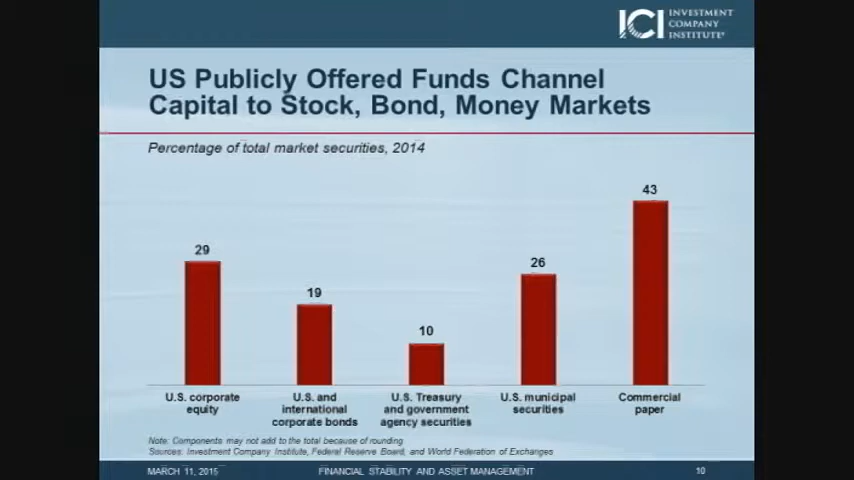 ICI INVESTMENT
COMPANY
INSTITUTE®
US Publicly Offered Funds Channel
Capital to Stock, Bond, Money Markets
Percentage of total market securities, 2014
29
19
10
26
43
U.S. corporate
equity
U.S. and
international
corporate bonds
U.S. Treasury
and government
agency securities
U.S. municipal
securities
Commercial
paper
Note: Components may not add to the total because of rounding
Sources: Investment Company Institute, Federal Reserve Board, and World Federation of Exchanges
MARCH 11, 2015 FINANCIAL STABILITY AND ASSET MANAGEMENT 10